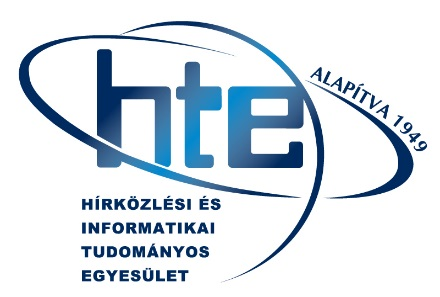 hte
ALAPÍTVA 1949
HÍRKÖZLÉSI ÉS
INFORMATIKAI
TUDOMÁNYOS
EGYESÜLET